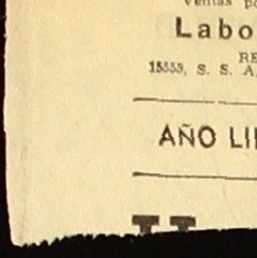 Ventas po
Labo
RE
15555, S. S. A.
AÑO LI